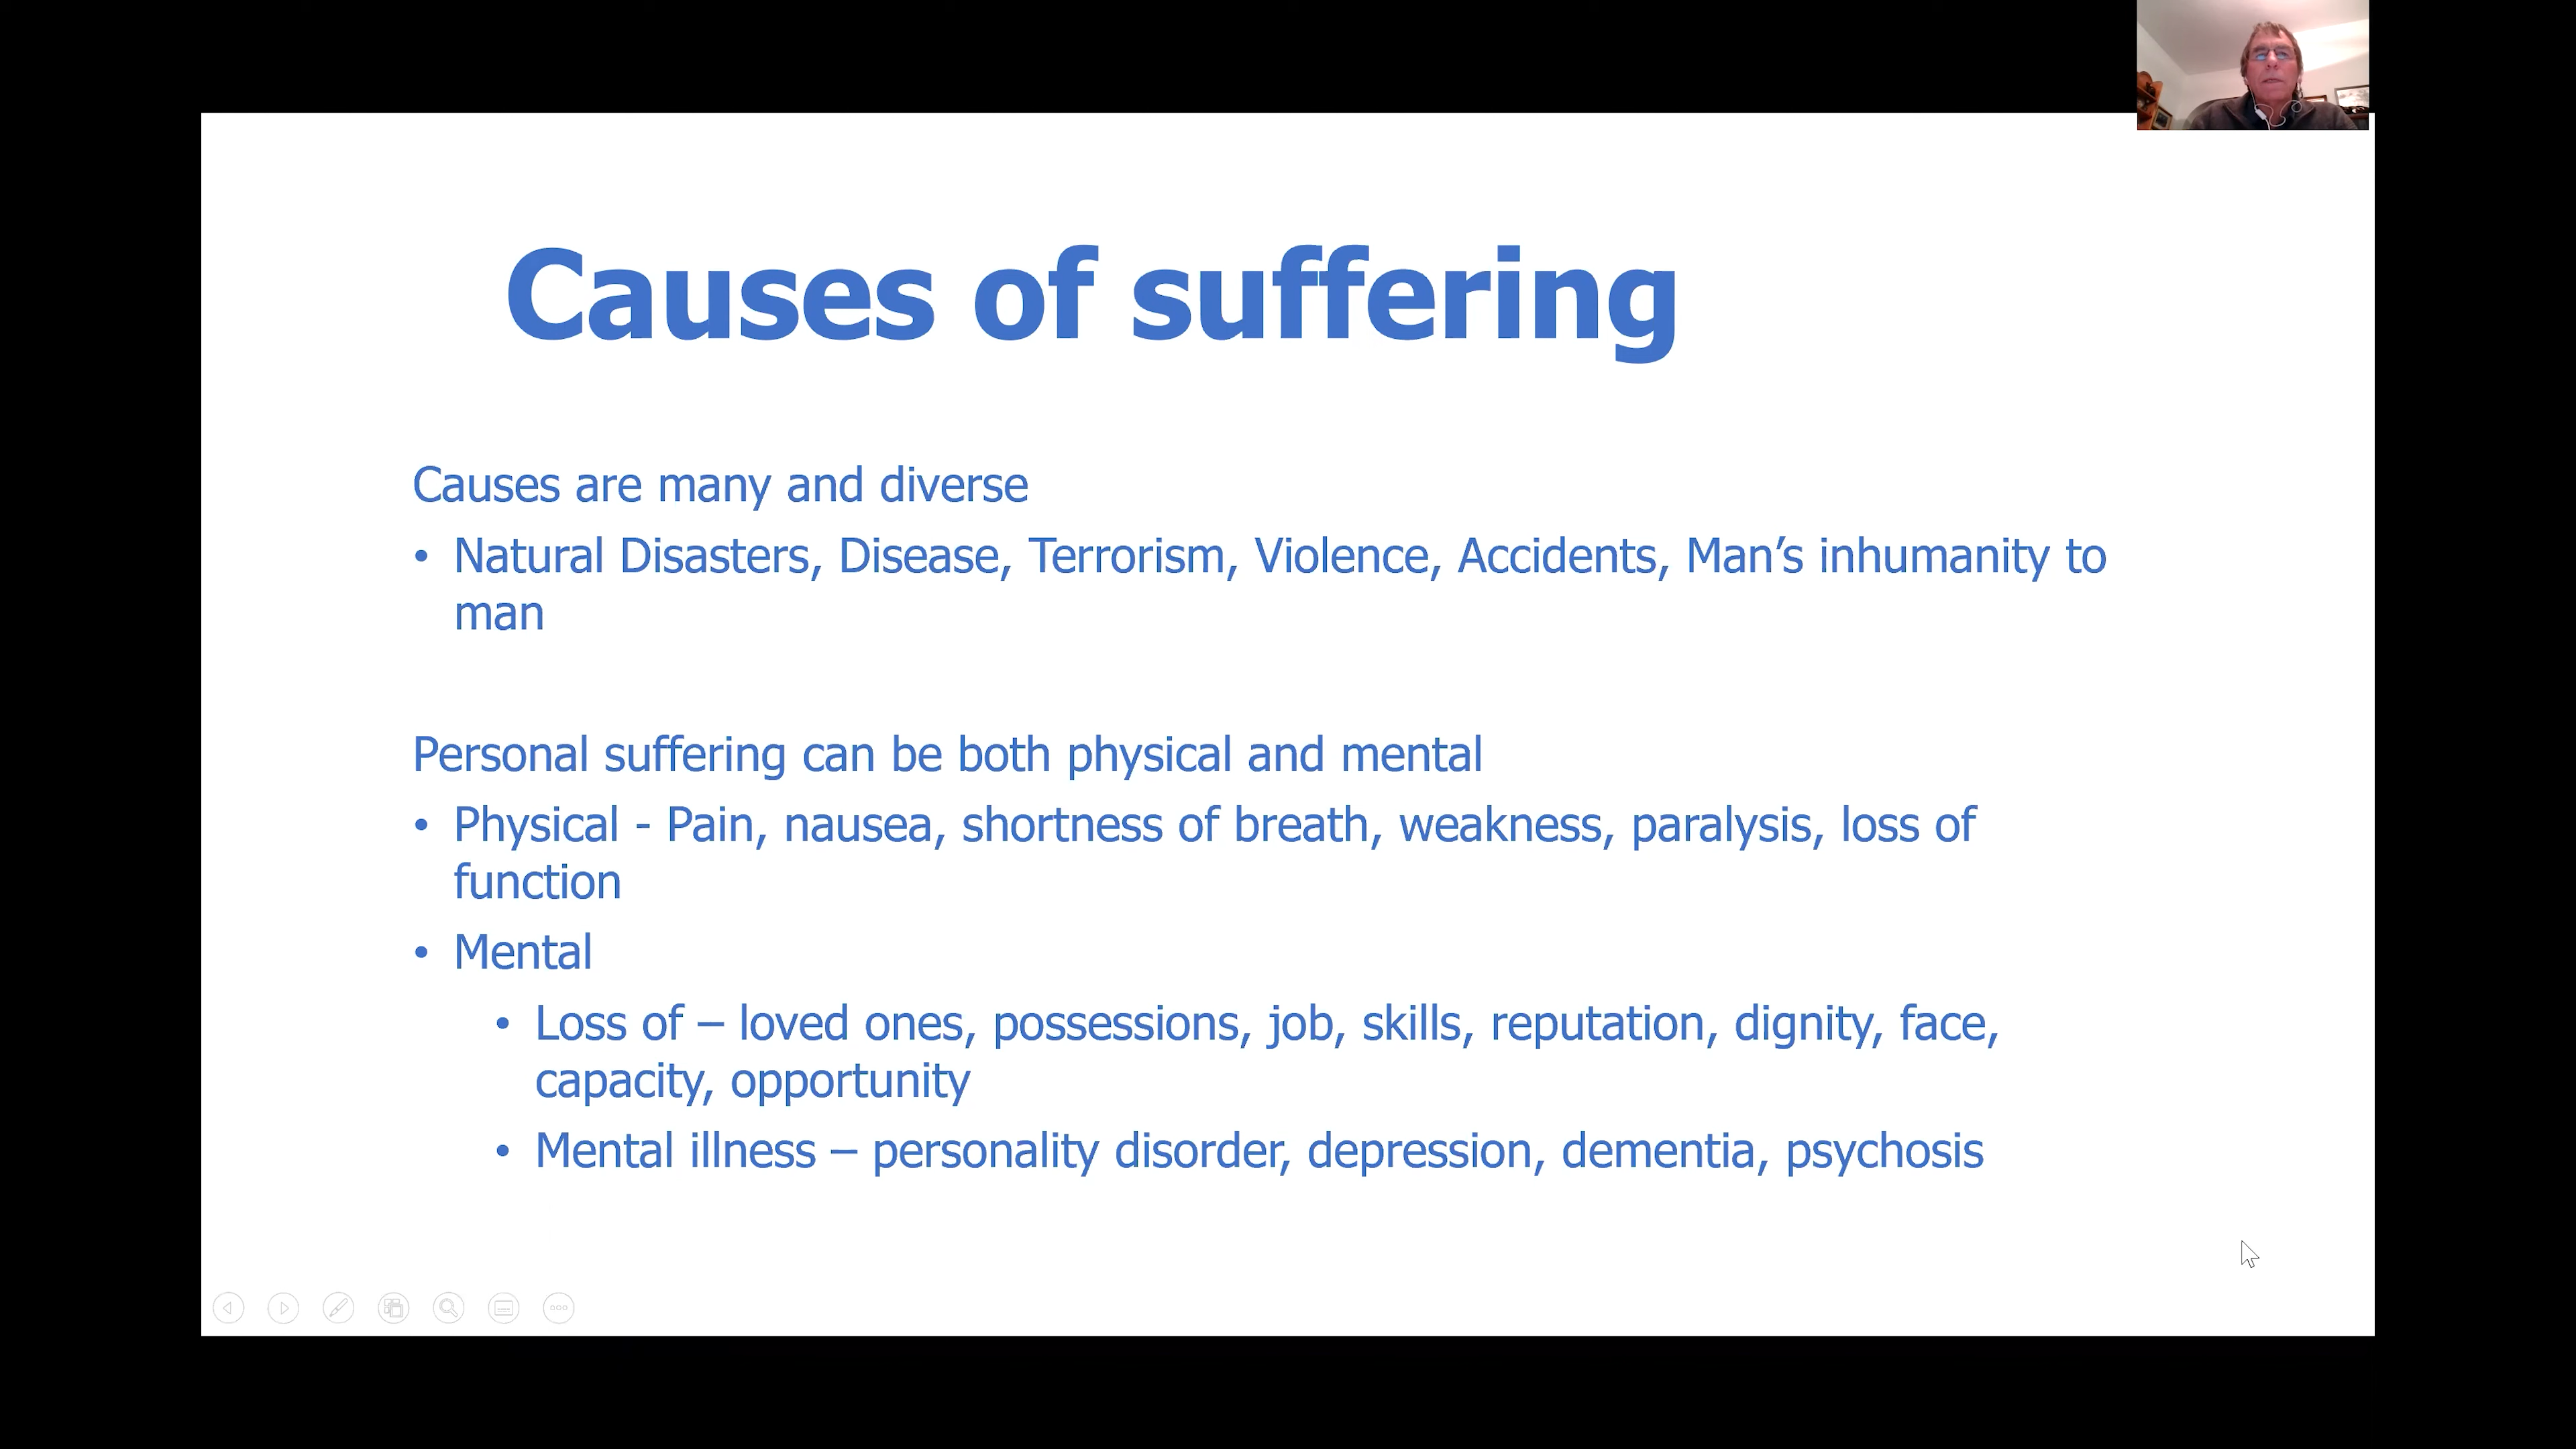 Causes of suffering
Causes are many and diverse
• Natural Disasters, Disease, Terrorism, Violence, Accidents, Man’s inhumanity to
man
Personal suffering can be both physical and mental
• Physical - Pain, nausea, shortness of breath, weakness, paralysis, loss of
function
• Mental
• Loss of – loved ones, possessions, job, skills, reputation, dignity, face,
capacity, opportunity
• Mental illness – personality disorder, depression, dementia, psychosis